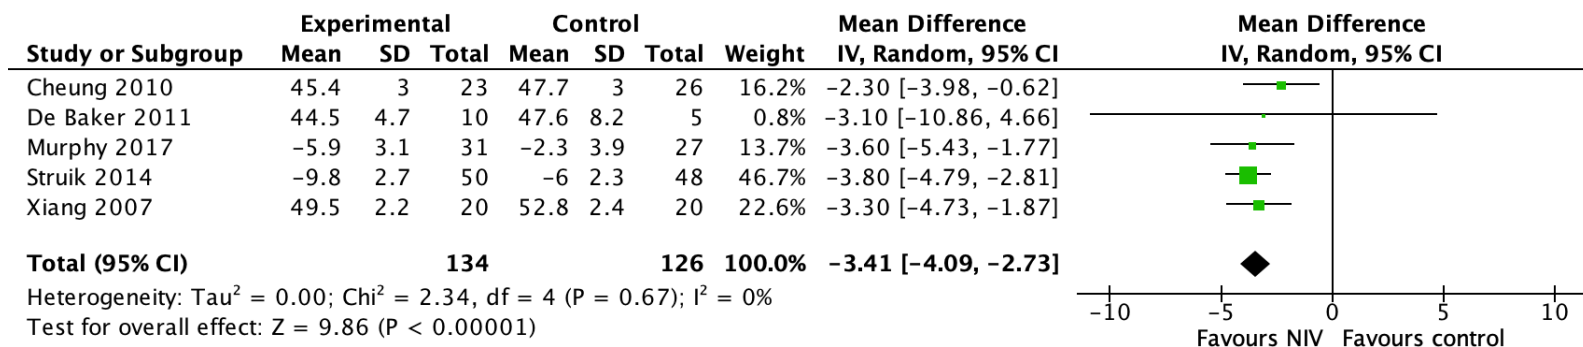 Experimental Control Mean Difference Mean Difference
Study or Subgroup Mean SD Total Mean SD Total Weight IV, Random, 95% CI IV, Random, 95% CI
Cheung 2010 45.4 3 23 47.7 3 26 16.2% −2.30 [−3.98, −0.62]
De Baker 2011 44.5 4.7 10 47.6 8.2 5 0.8% −3.10 [−10.86, 4.66]
Murphy 2017 −5.9 3.1 31 −2.3 3.9 27 13.7% −3.60 [−5.43, −1.77]
Struik 2014 −9.8 2.7 50 −6 2.3 48 46.7% −3.80 [−4.79, −2.81]
Xiang 2007 49.5 2.2 20 52.8 2.4 20 22.6% −3.30 [−4.73, −1.87]
Total (95% CI) 134 126 100.0% −3.41 [−4.09, −2.73]
Heterogeneity: Tau² = 0.00; Chi² = 2.34, df = 4 (P = 0.67); I² = 0%
Test for overall effect: Z = 9.86 (P < 0.00001)
−10 −5 0 5 10
Favours NIV Favours control